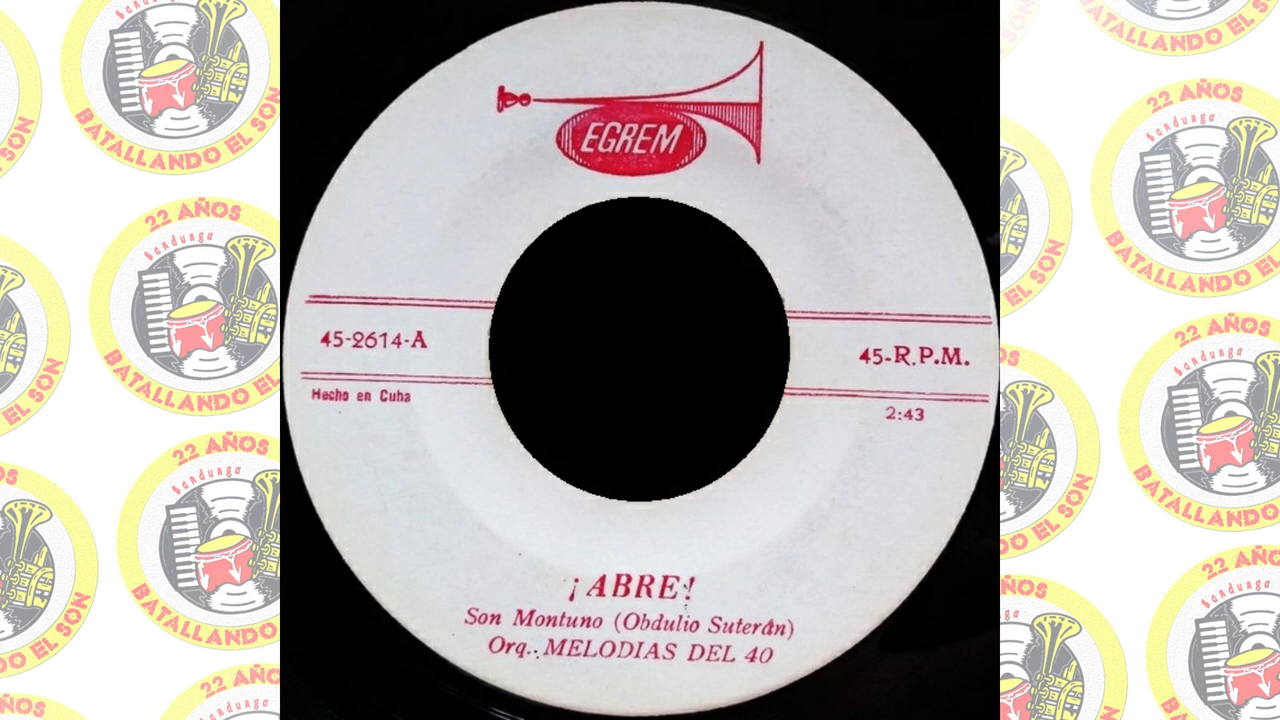 EGREM
45-2614-A
45-R.P.M.
Hecho en Cuba
2:43
¡ABRE!
Son Montuno (Obdulio Suterán)
Orq. MELODIAS DEL 40
22 AÑOS
Sandunga
BATALLANDO EL SON